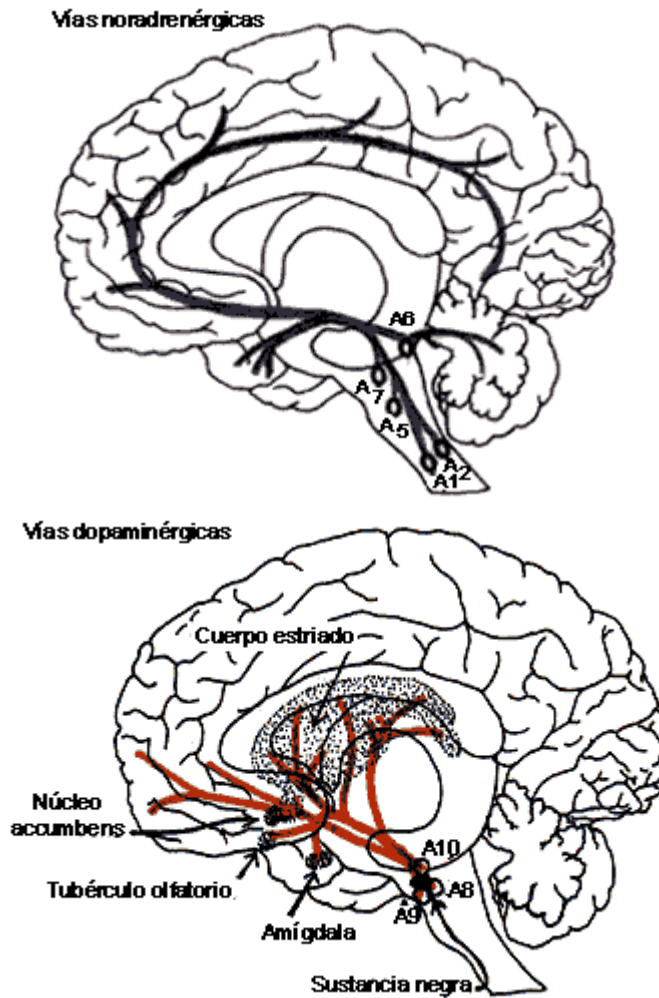 Vías noradrenérgicas
A6
A7
A5
A2
A1
Vías dopaminérgicas
Cuerpo estriado
Núcleo
accumbens
A10
Tubérculo olfatorio
A8
A9
Amígdala
Sustancia negra